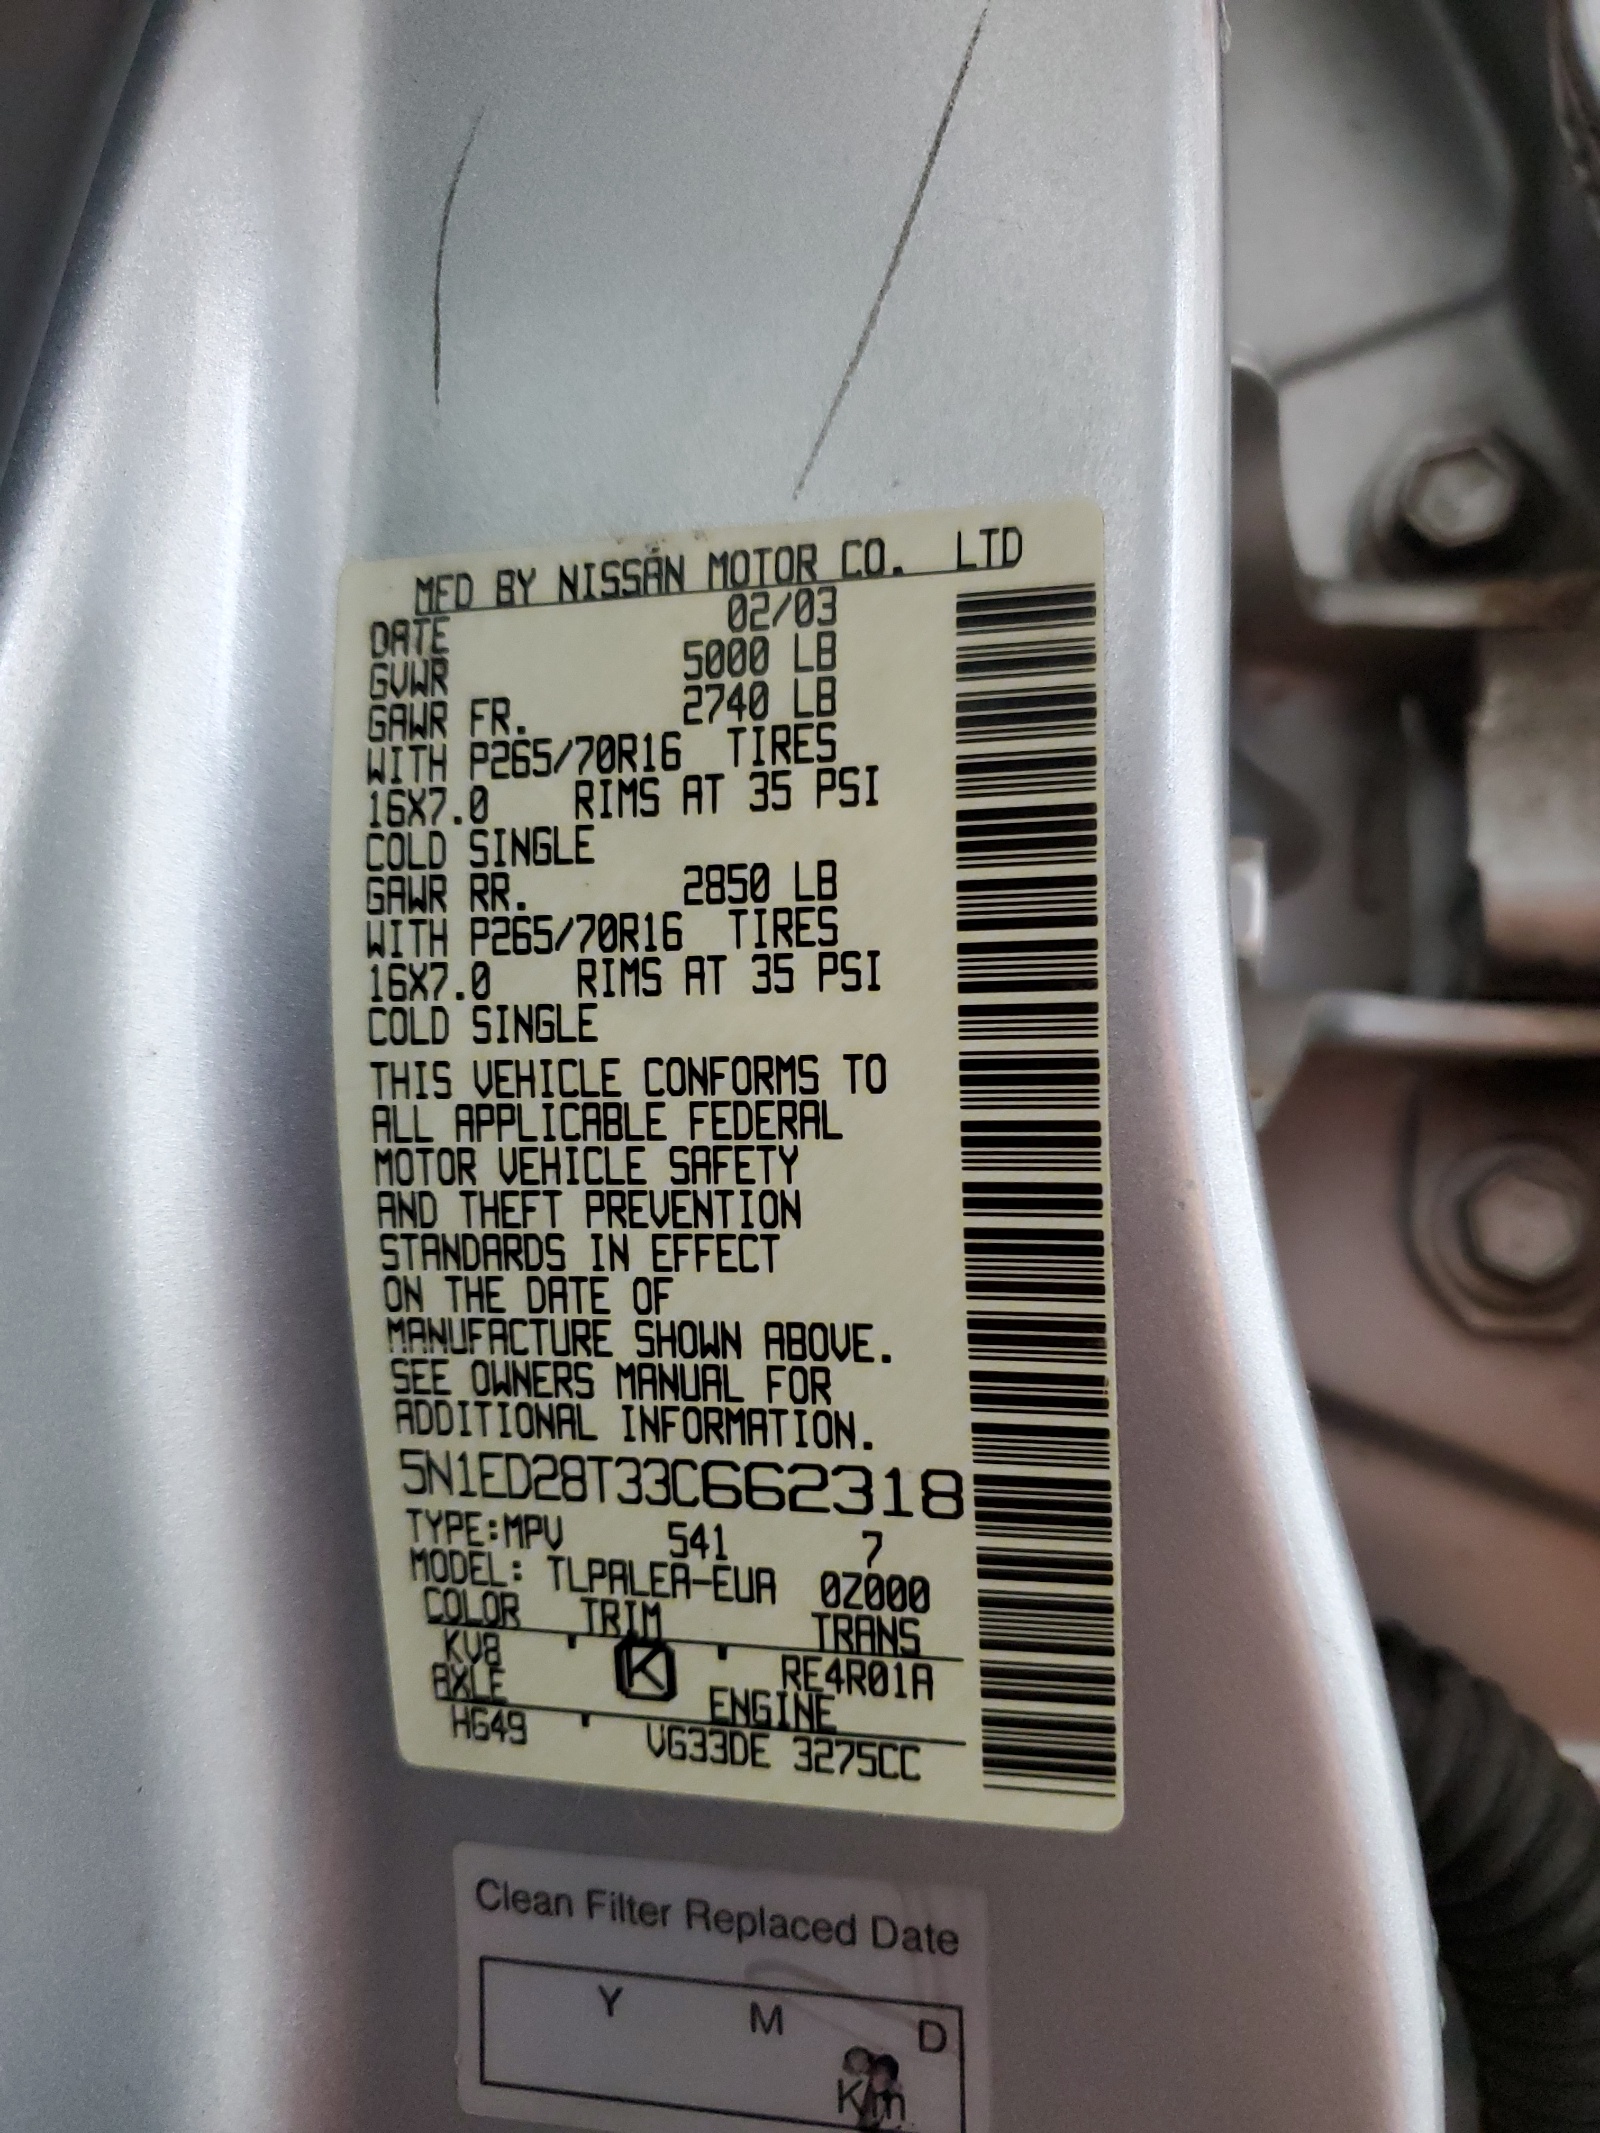 MFD BY NISSAN MOTOR CO. LTD
DATE 02/03
GVWR 5000 LB
GAWR FR. 2740 LB
WITH P265/70R16 TIRES
16X7.0 RIMS AT 35 PSI
COLD SINGLE
GAWR RR. 2850 LB
WITH P265/70R16 TIRES
16X7.0 RIMS AT 35 PSI
COLD SINGLE
THIS VEHICLE CONFORMS TO
ALL APPLICABLE FEDERAL
MOTOR VEHICLE SAFETY
AND THEFT PREVENTION
STANDARDS IN EFFECT
ON THE DATE OF
MANUFACTURE SHOWN ABOVE.
SEE OWNERS MANUAL FOR
ADDITIONAL INFORMATION.
5N1ED28T33C662318
TYPE:MPV 541 7
MODEL: TLPALEA-EUA 0Z000
COLOR TRIM TRANS
KV8 K RE4R01A
AXLE ENGINE
HG49 VG33DE 3275CC
Clean Filter Replaced Date
Y M D
Km